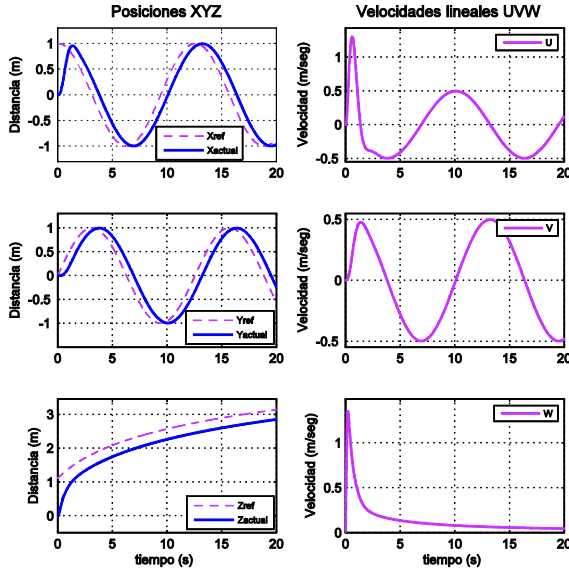 Posiciones XYZ
Velocidades lineales UVW
Distancia (m)
1
0.5
0
-0.5
-1
0 5 10 15 20
Xref
Xactual
Velocidad (m/seg)
1
0.5
0
-0.5
0 5 10 15 20
U
Distancia (m)
1
0.5
0
-0.5
-1
0 5 10 15 20
Yref
Yactual
Velocidad (m/seg)
0.5
0
-0.5
0 5 10 15 20
V
Distancia (m)
3
2
1
0
0 5 10 15 20
tiempo (s)
Zref
Zactual
Velocidad (m/seg)
1
0.5
0
0 5 10 15 20
tiempo (s)
W